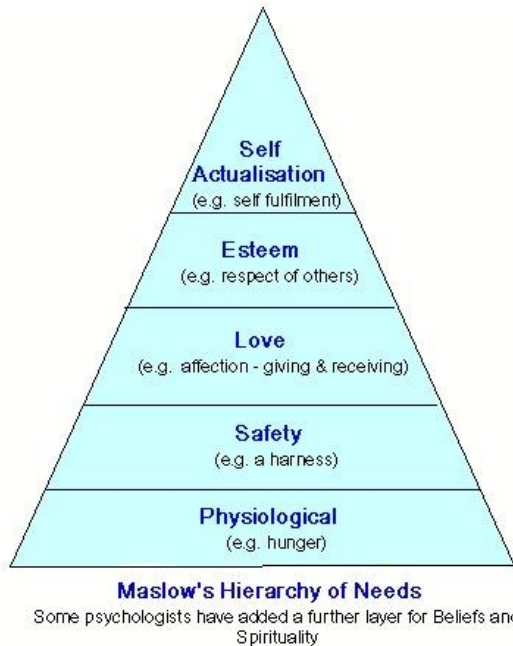 Self
Actualisation
(e.g. self fulfilment)
Esteem
(e.g. respect of others)
Love
(e.g. affection - giving & receiving)
Safety
(e.g. a harness)
Physiological
(e.g. hunger)
Maslow's Hierarchy of Needs
Some psychologists have added a further layer for Beliefs and
Spirituality